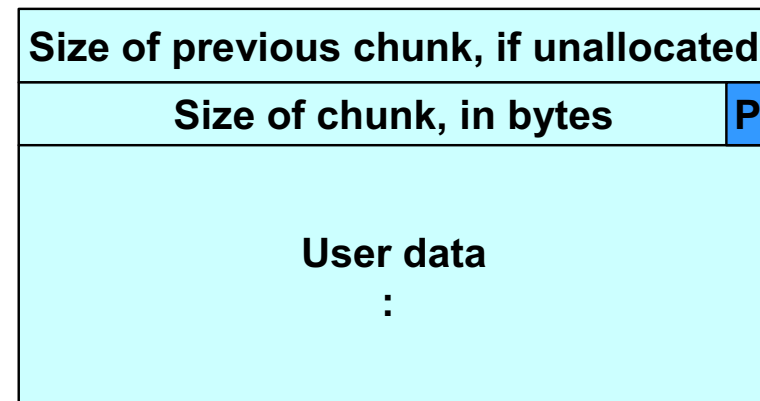 Size of previous chunk, if unallocated
Size of chunk, in bytes P
User data
: